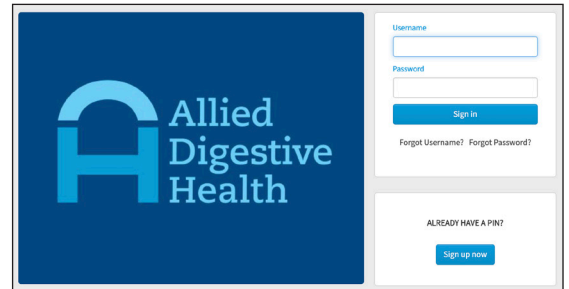 Allied
Digestive
Health
Username
Password
Sign in
Forgot Username? Forgot Password?
ALREADY HAVE A PIN?
Sign up now